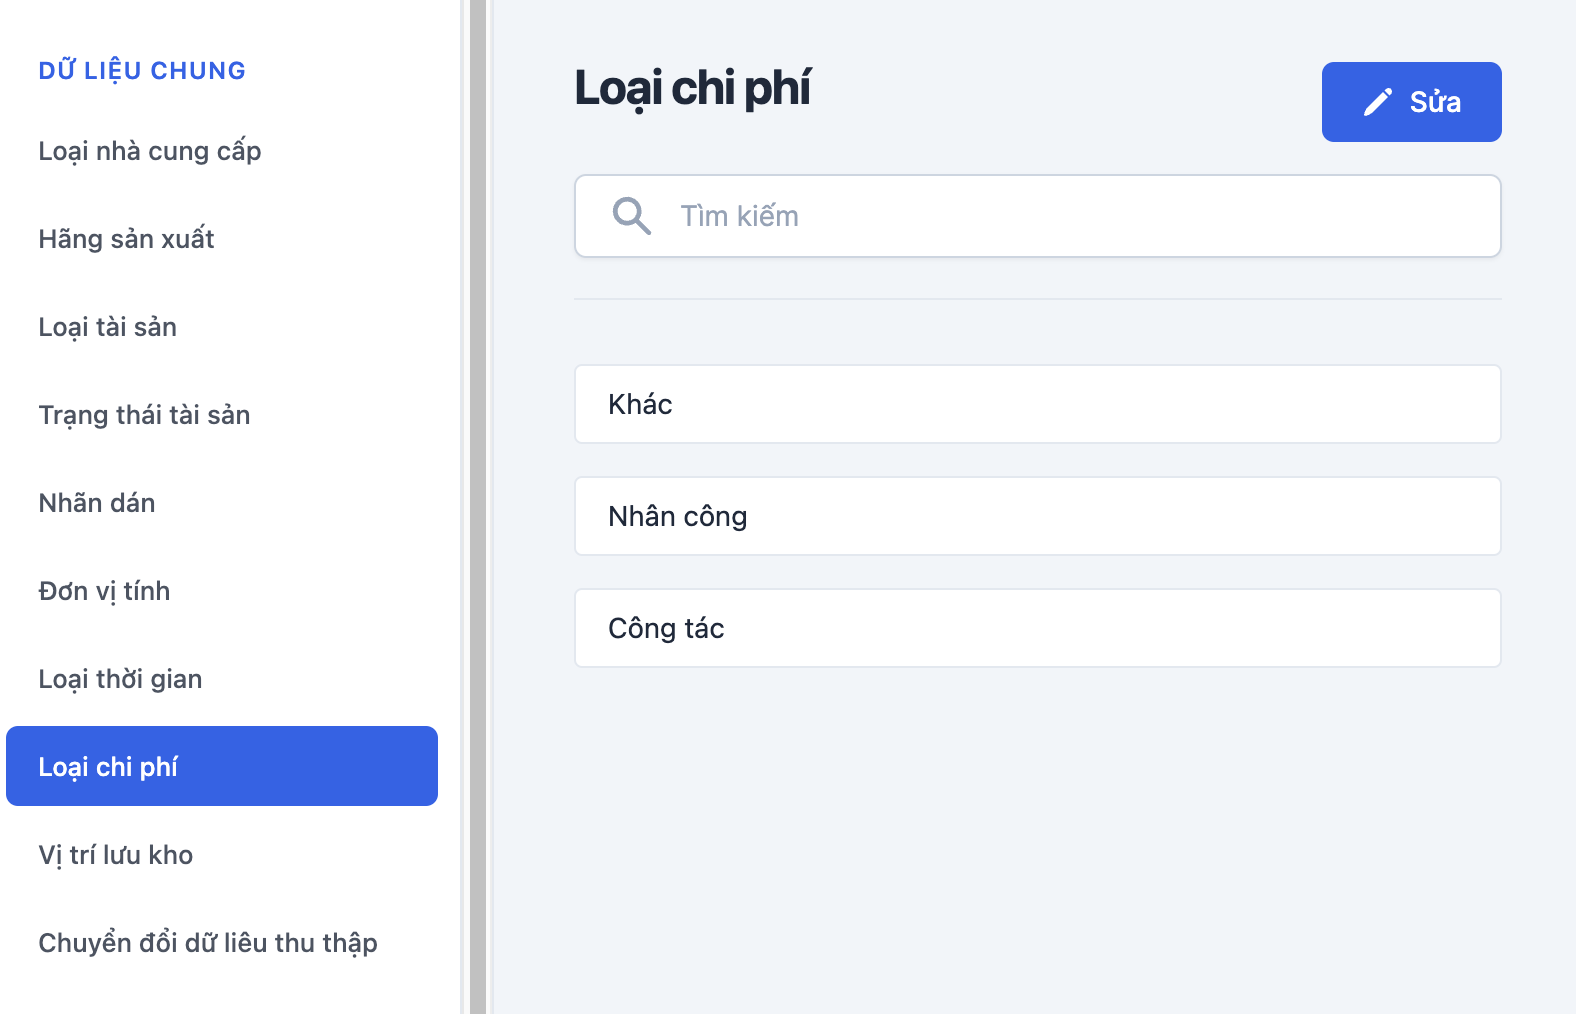 DỮ LIỆU CHUNG
Loại nhà cung cấp
Hãng sản xuất
Loại tài sản
Trạng thái tài sản
Nhãn dán
Đơn vị tính
Loại thời gian
Loại chi phí
Vị trí lưu kho
Chuyển đổi dữ liêu thu thập
Loại chi phí
Sửa
Tìm kiếm
Khác
Nhân công
Công tác